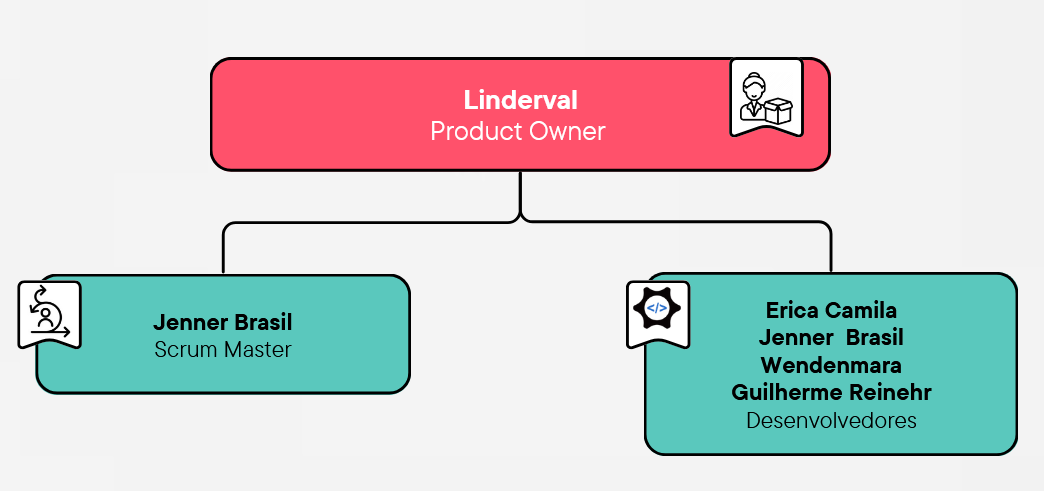 Linderval
Product Owner
Jenner Brasil
Scrum Master
</>
Erica Camila
Jenner Brasil
Wendenmara
Guilherme Reinehr
Desenvolvedores